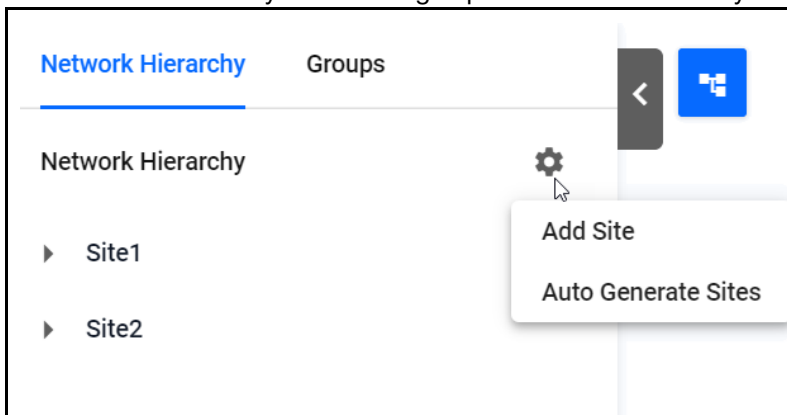 Network Hierarchy Groups
Network Hierarchy
Add Site
Site1
Auto Generate Sites
Site2